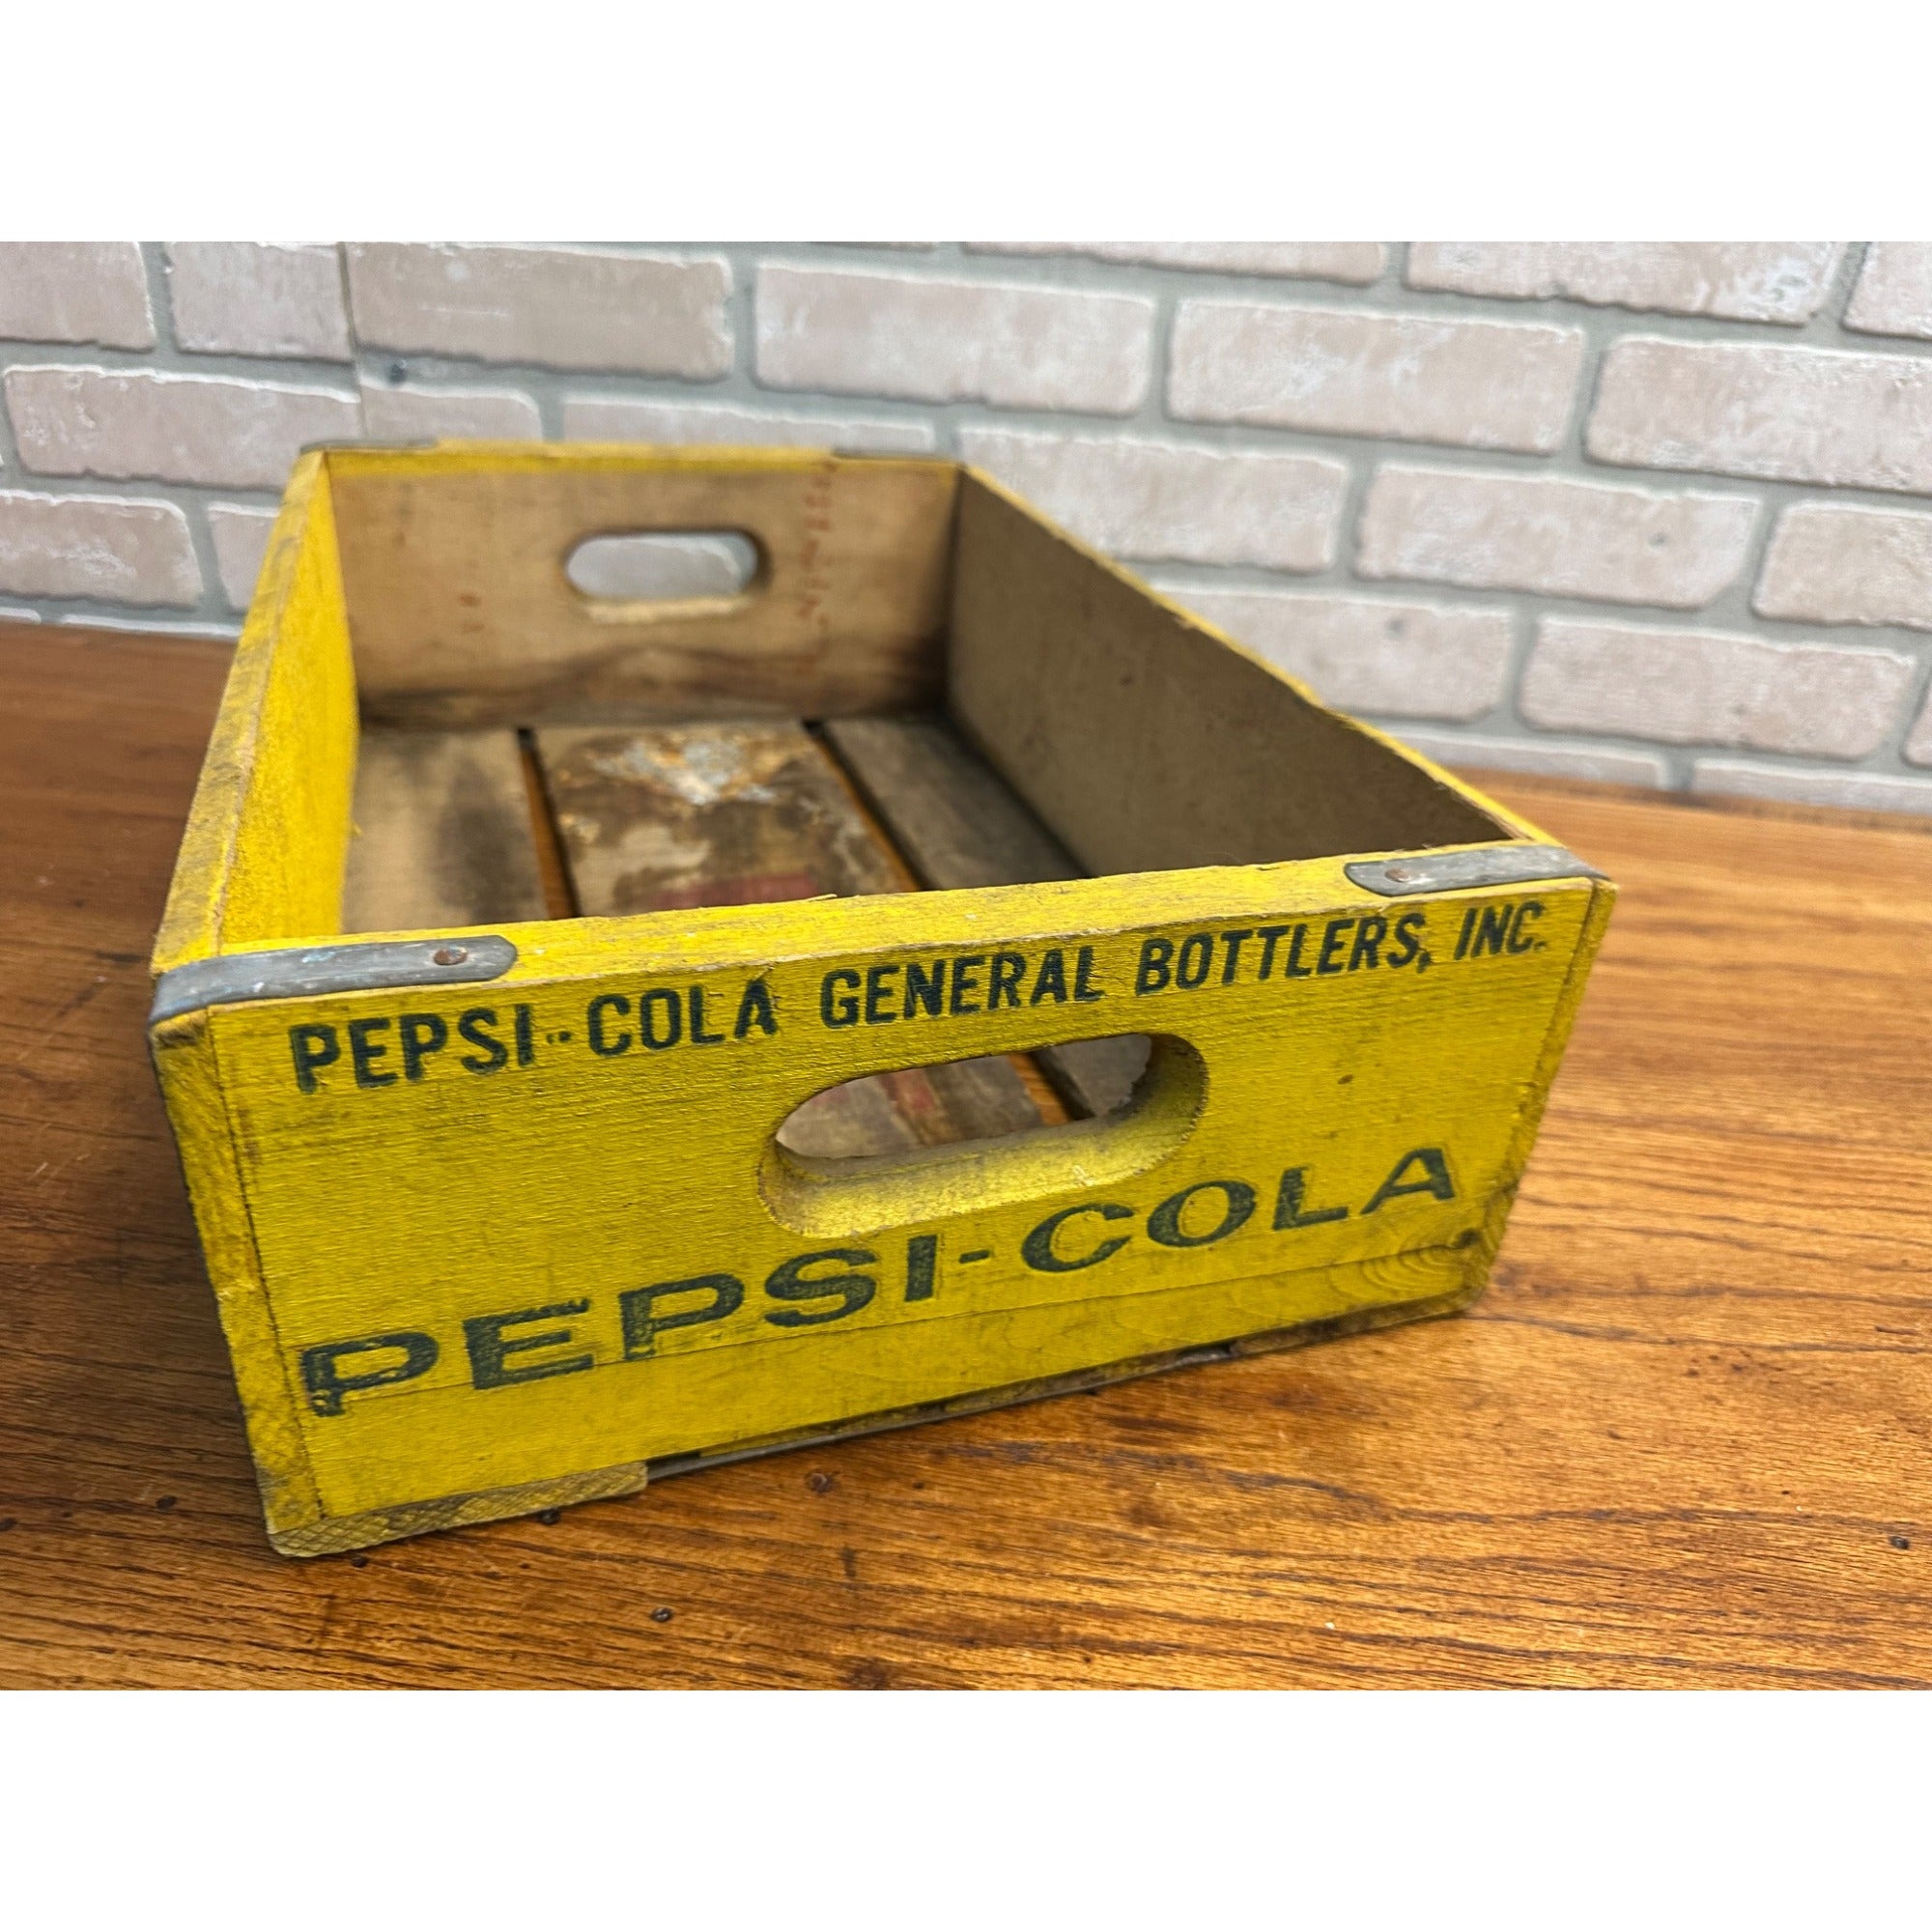 PEPSI-COLA GENERAL BOTTLERS, INC.
PEPSI-COLA